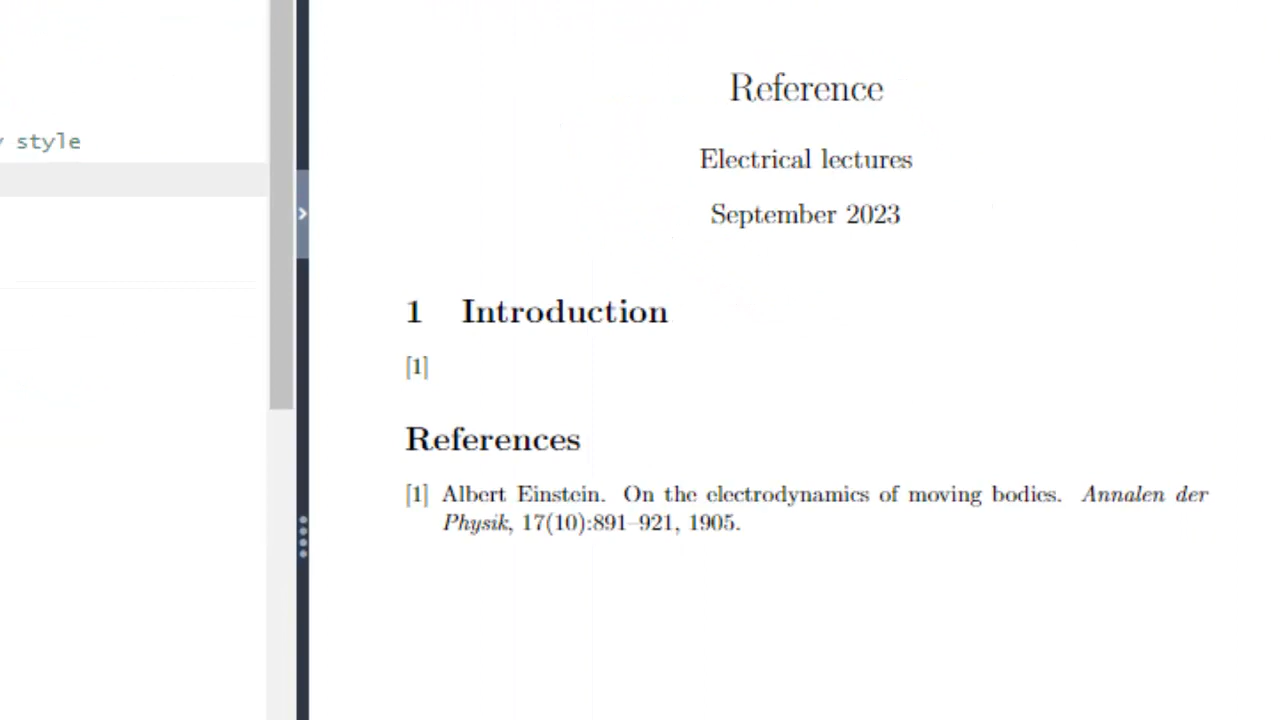 style
Reference
Electrical lectures
September 2023
1 Introduction
[1]
References
[1] Albert Einstein. On the electrodynamics of moving bodies. Annalen der
Physik, 17(10):891–921, 1905.